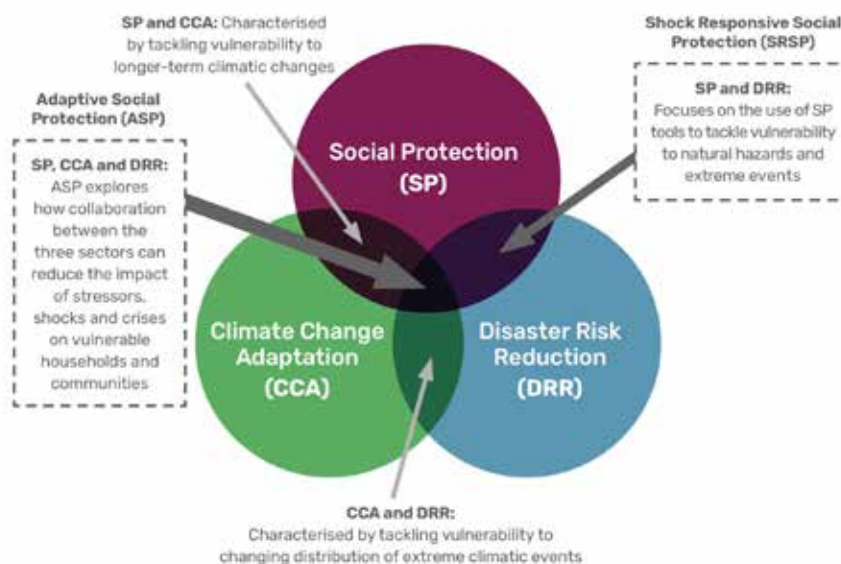 SP and CCA: Characterised
by tackling vulnerability to
longer-term climatic changes
Shock Responsive Social
Protection (SRSP)
SP and DRR:
Focuses on the use of SP
tools to tackle vulnerability
to natural hazards and
extreme events
Adaptive Social
Protection (ASP)
SP, CCA and DRR:
ASP explores
how collaboration
between the
three sectors can
reduce the impact
of stressors,
shocks and crises
on vulnerable
households and
communities
Social Protection
(SP)
Climate Change
Adaptation
(CCA)
Disaster Risk
Reduction
(DRR)
CCA and DRR:
Characterised by tackling vulnerability to
changing distribution of extreme climatic events